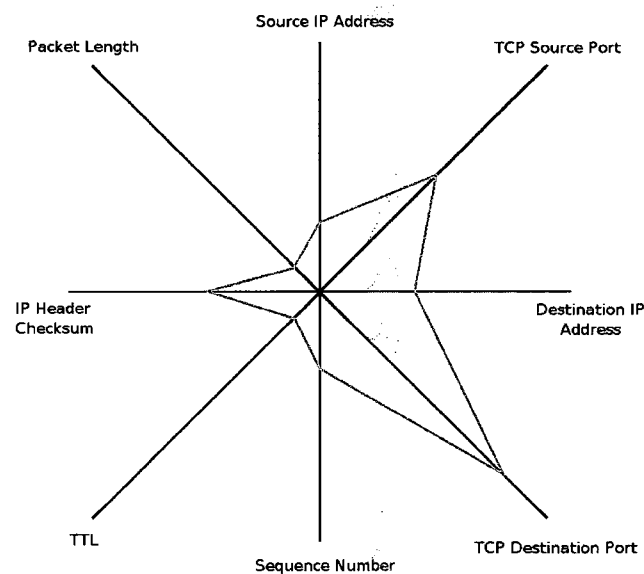 Source IP Address
Packet Length
TCP Source Port
IP Header
Checksum
Destination IP
Address
TTL
TCP Destination Port
Sequence Number